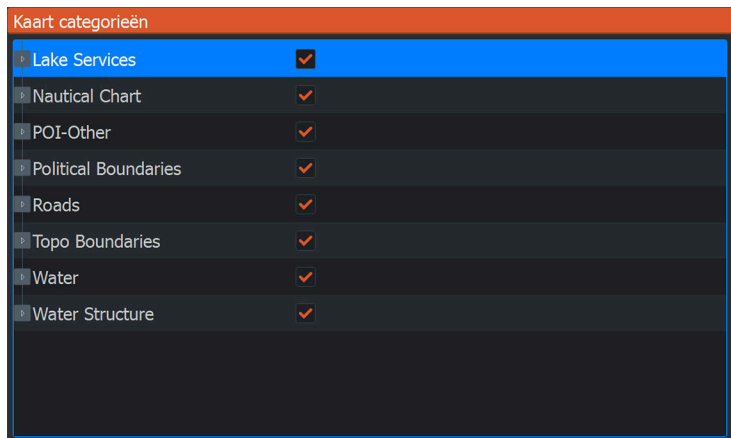 Kaart categorieën
Lake Services
Nautical Chart
POI-Other
Political Boundaries
Roads
Topo Boundaries
Water
Water Structure